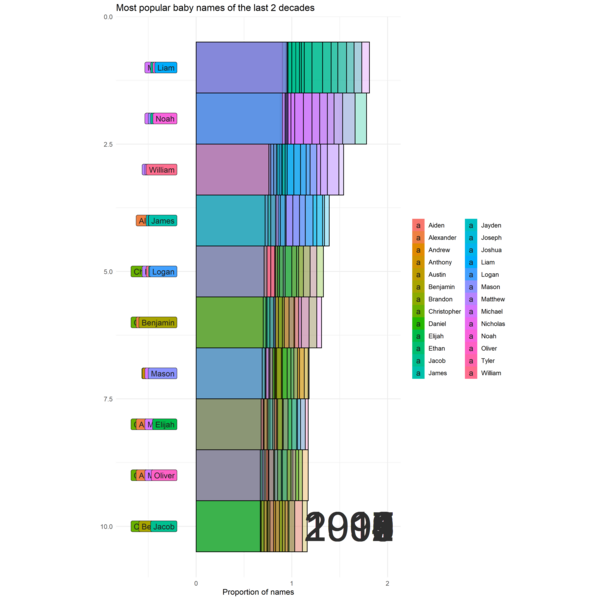 Most popular baby names of the last 2 decades
0.0
Liam
Noah
2.5
William
James
5.0
Logan
Benjamin
Mason
7.5
Elijah
Oliver
10.0
Jacob
0
1
2
Proportion of names
a Aiden
a Alexander
a Andrew
a Anthony
a Austin
a Benjamin
a Brandon
a Christopher
a Daniel
a Elijah
a Ethan
a Jacob
a James
a Jayden
a Joseph
a Joshua
a Liam
a Logan
a Mason
a Matthew
a Michael
a Nicholas
a Noah
a Oliver
a Tyler
a William